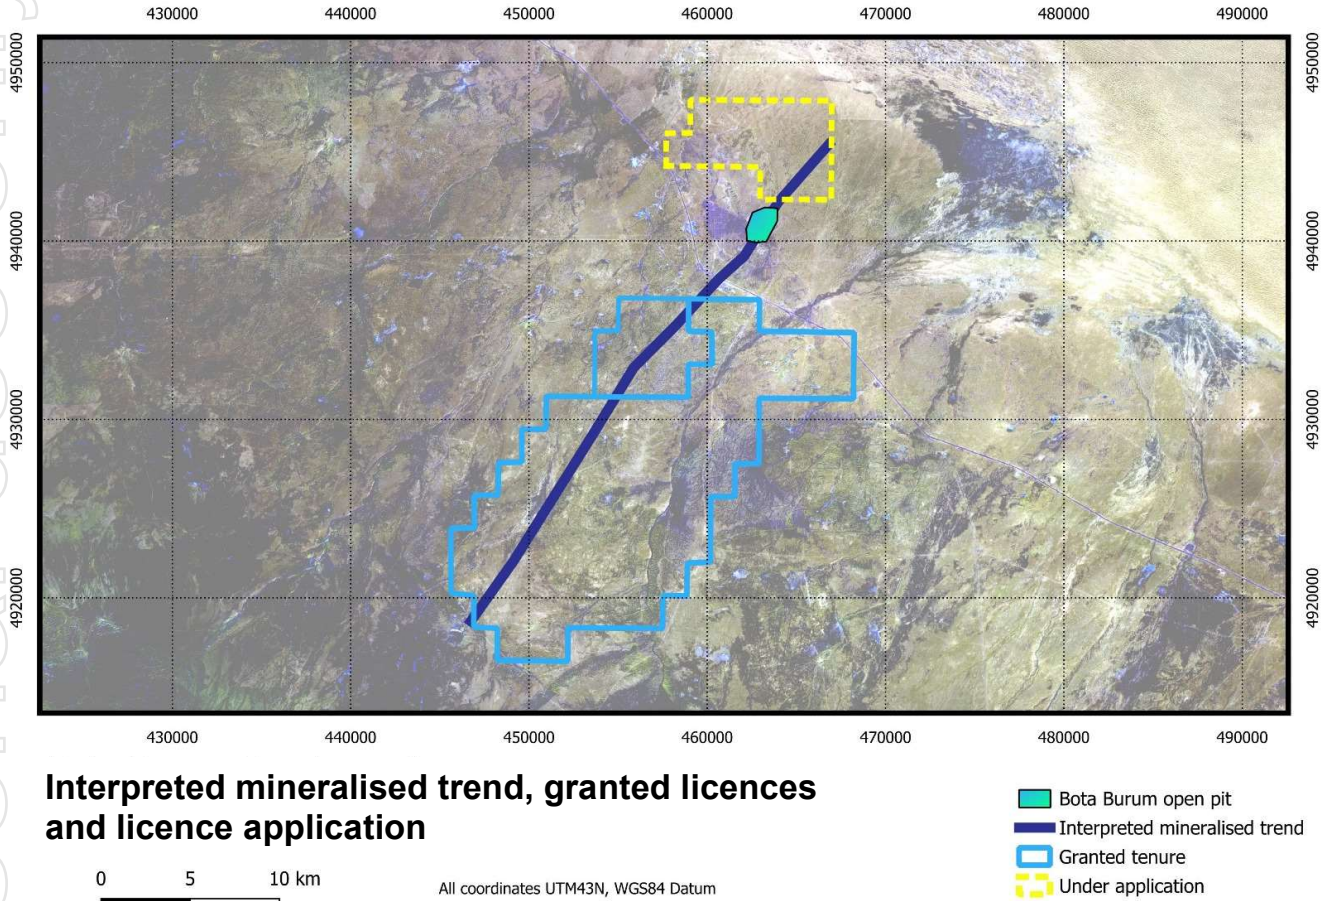 430000 440000 450000 460000 470000 480000 490000
4950000 4950000
4940000 4940000
4930000 4930000
4920000 4920000
430000 440000 450000 460000 470000 480000 490000
Interpreted mineralised trend, granted licences
and licence application
0 5 10 km
All coordinates UTM43N, WGS84 Datum
Bota Burum open pit
Interpreted mineralised trend
Granted tenure
Under application